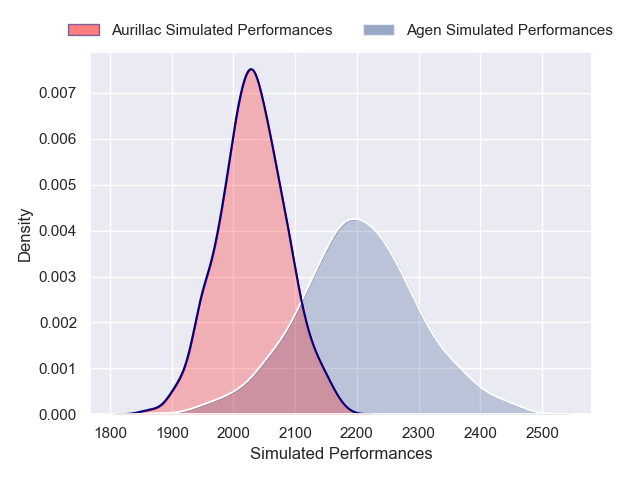 Aurillac Simulated Performances
Agen Simulated Performances
0.007
0.006
0.005
0.004
0.003
0.002
0.001
0.000
Density
1800 1900 2000 2100 2200 2300 2400 2500
Simulated Performances